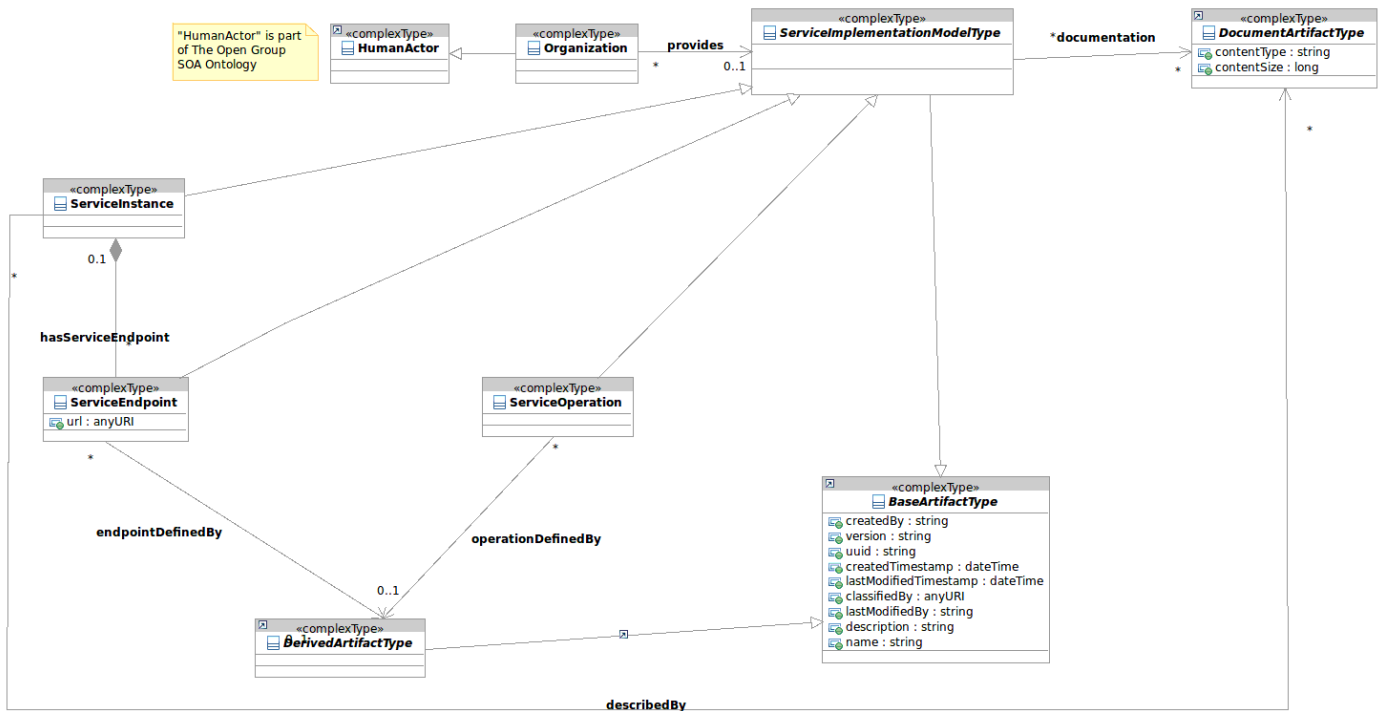 "HumanActor" is part
of The Open Group
SOA Ontology
«complexType»
HumanActor
«complexType»
Organization
provides
*
0..1
«complexType»
ServiceImplementationModelType
*documentation
*
«complexType»
DocumentArtifactType
contentType : string
contentSize : long
*
«complexType»
ServiceInstance
*
0.1
hasServiceEndpoint
*
«complexType»
ServiceEndpoint
url : anyURI
*
«complexType»
ServiceOperation
*
endpointDefinedBy
operationDefinedBy
0..1
«complexType»
0..1
DerivedArtifactType
«complexType»
BaseArtifactType
createdBy : string
version : string
uuid : string
createdTimestamp : dateTime
lastModifiedTimestamp : dateTime
classifiedBy : anyURI
lastModifiedBy : string
description : string
name : string
describedBy